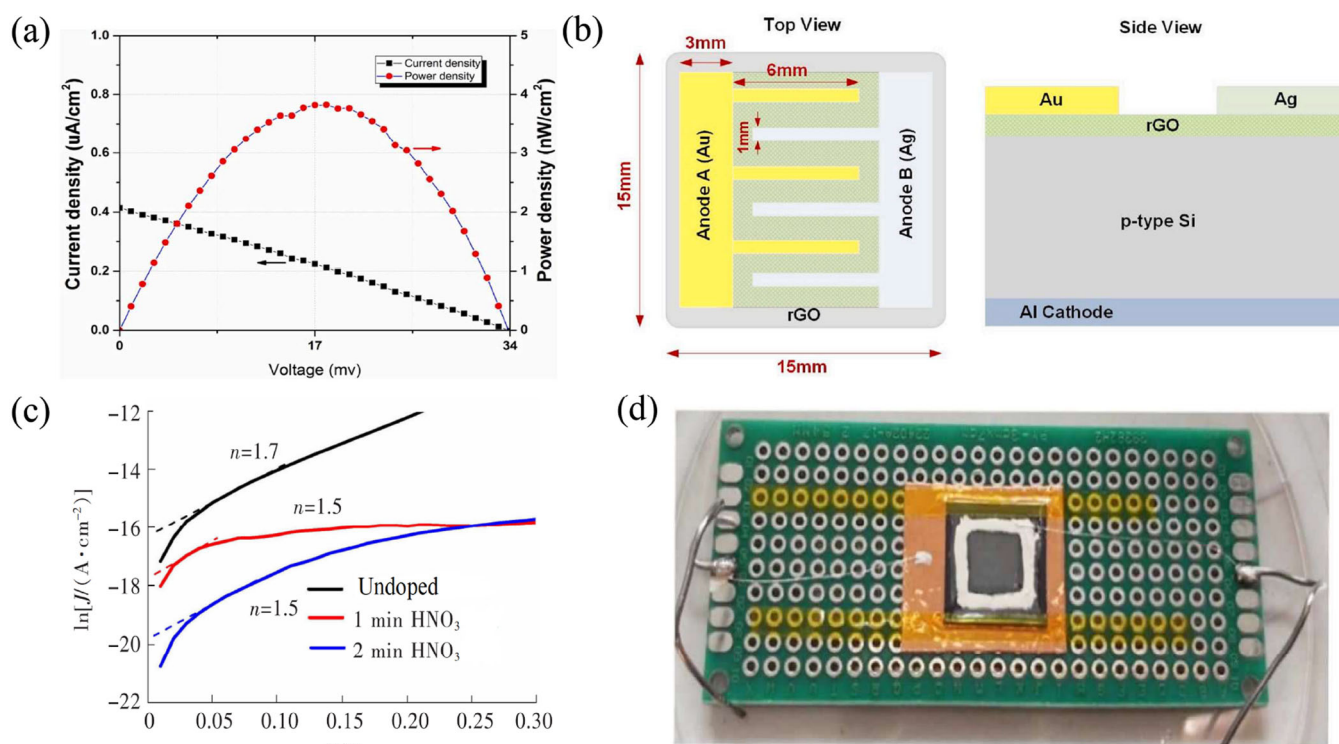 (a)
1.0
0.8
0.6
0.4
0.2
0.0
Current density (uA/cm²)
5
4
3
2
1
0
Power density (nW/cm²)
Current density
Power density
0
17
34
Voltage (mv)
(b)
Top View
Side View
3mm
6mm
1mm
15mm
15mm
Anode A (Au)
Anode B (Ag)
rGO
Au
Ag
rGO
p-type Si
Al Cathode
(c)
−12
−14
−16
−18
−20
−22
ln[J/(A·cm⁻²)]
n=1.7
n=1.5
n=1.5
Undoped
1 min HNO₃
2 min HNO₃
0
0.05
0.10
0.15
0.20
0.25
0.30
(d)